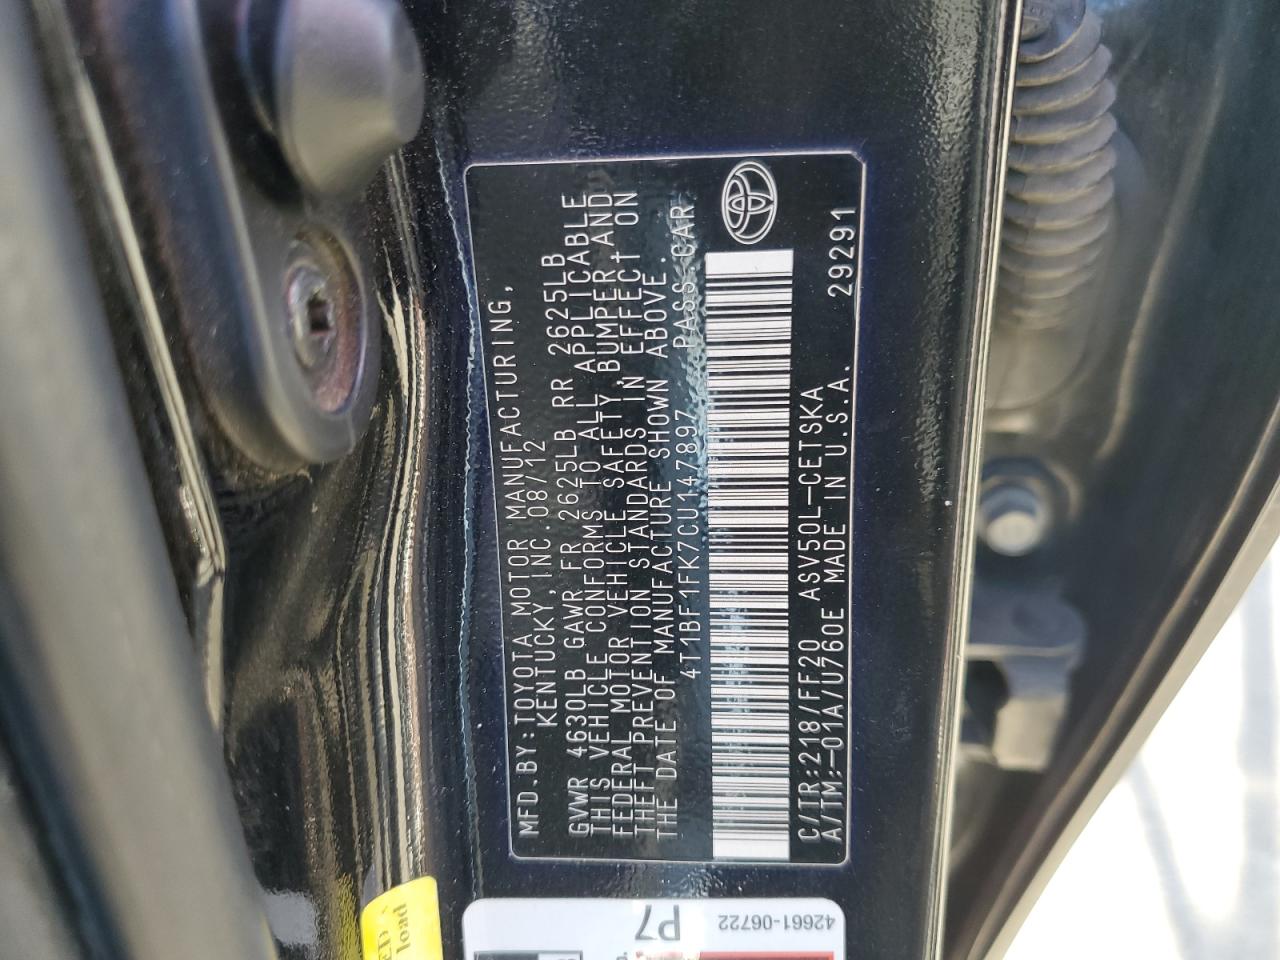 MFD.BY:TOYOTA MOTOR MANUFACTURING,
KENTUCKY,INC.08/12
GVWR 4630LB GAWR FR 2625LB RR 2625LB
THIS VEHICLE CONFORMS TO ALL APPLICABLE
FEDERAL MOTOR VEHICLE SAFETY,BUMPER,AND
THEFT PREVENTION STANDARDS IN EFFECT ON
THE DATE OF MANUFACTURE SHOWN ABOVE.
4T1BF1FK7CU147897 PASS.CAR
C/TR:218/FF20 ASV50L-CETSKA
A/TM:-01A/U760E MADE IN U.S.A. 29291
42661-06722
P7
load